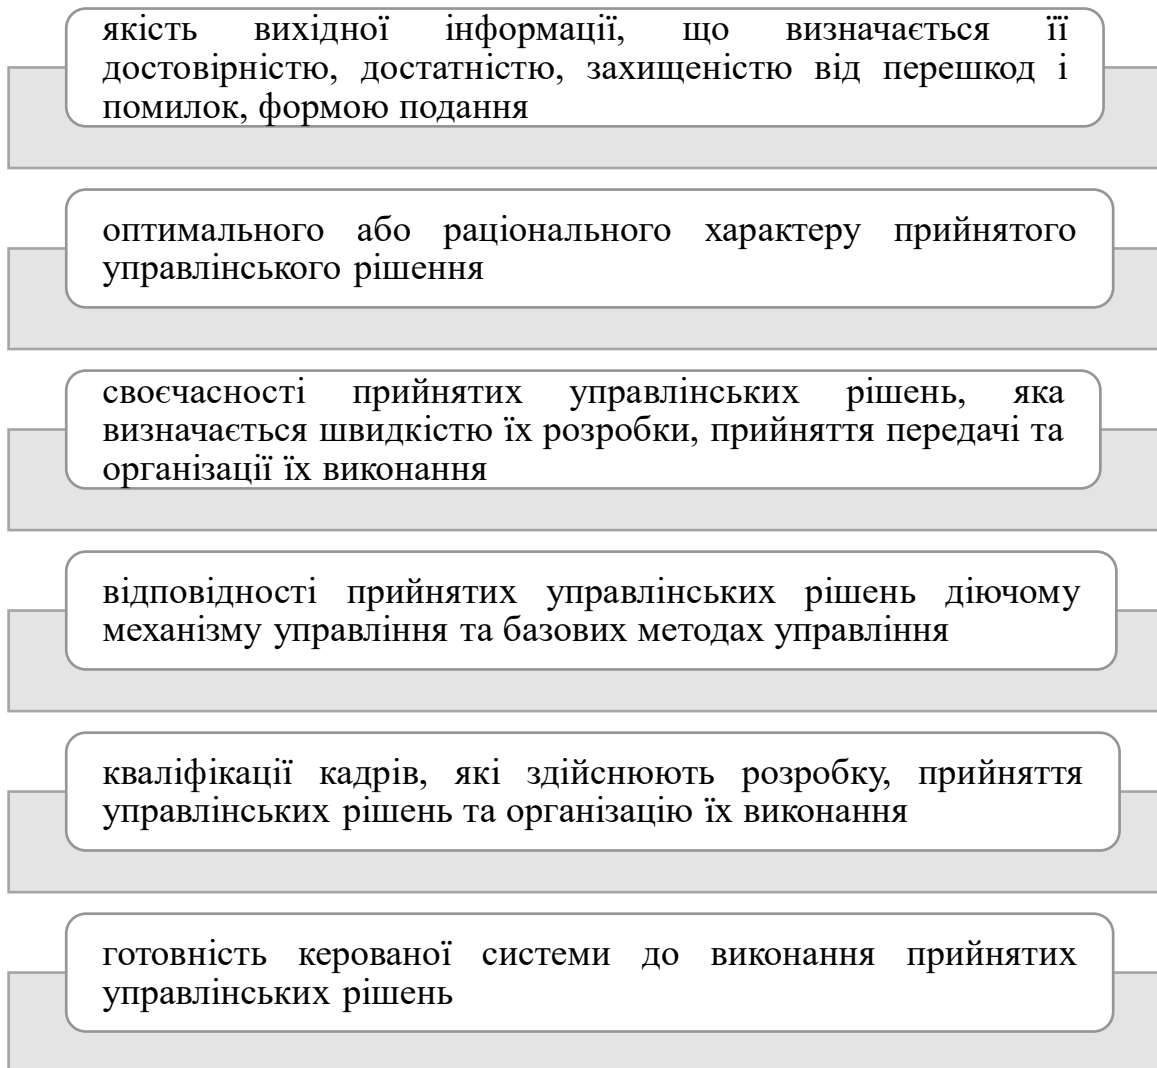 якість вихідної інформації, що визначається її
достовірністю, достатністю, захищеністю від перешкод і
помилок, формою подання
оптимального або раціонального характеру прийнятого
управлінського рішення
своєчасності прийнятих управлінських рішень, яка
визначається швидкістю їх розробки, прийняття передачі та
організації їх виконання
відповідності прийнятих управлінських рішень діючому
механізму управління та базових методах управління
кваліфікації кадрів, які здійснюють розробку, прийняття
управлінських рішень та організацію їх виконання
готовність керованої системи до виконання прийнятих
управлінських рішень